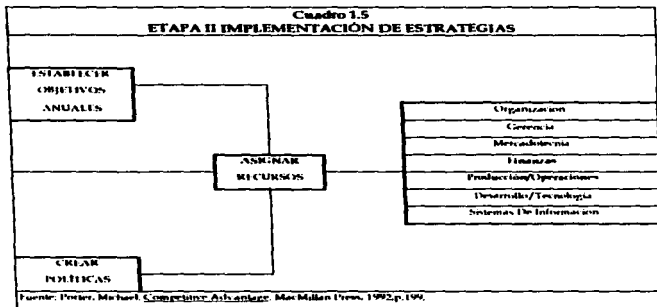 Cuadro 1.5
ETAPA II IMPLEMENTACIÓN DE ESTRATEGIAS
ESTABLECER
OBJETIVOS
ANUALES
ASIGNAR
RECURSOS
CREAR
POLÍTICAS
Organización
Gerencia
Mercadotecnia
Finanzas
Producción/Operaciones
Desarrollo/Tecnología
Sistemas De Información
Fuente: Porter, Michael, Competitive Advantage, MacMillan Press, 1992,p.199.